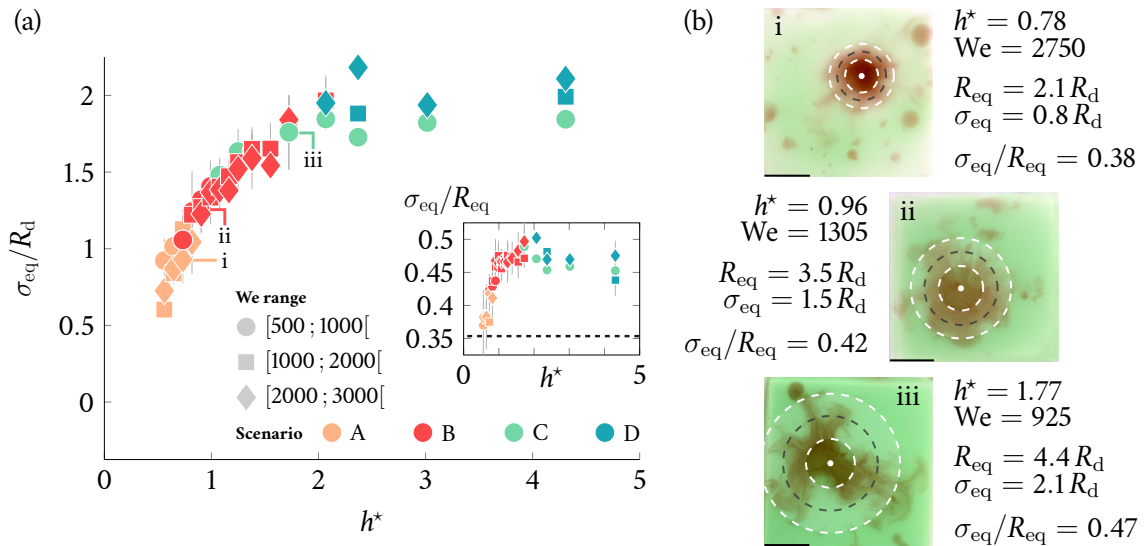 (a)
σeq/Rd
2
1.5
1
0.5
0
0
1
2
3
4
5
h⋆
i
ii
iii
We range
[500 ; 1000[
[1000 ; 2000[
[2000 ; 3000[
Scenario
A
B
C
D
σeq/Req
0.5
0.45
0.4
0.35
0
h⋆
5
(b)
i
h⋆ = 0.78
We = 2750
Req = 2.1 Rd
σeq = 0.8 Rd
σeq/Req = 0.38
h⋆ = 0.96
We = 1305
Req = 3.5 Rd
σeq = 1.5 Rd
σeq/Req = 0.42
ii
iii
h⋆ = 1.77
We = 925
Req = 4.4 Rd
σeq = 2.1 Rd
σeq/Req = 0.47